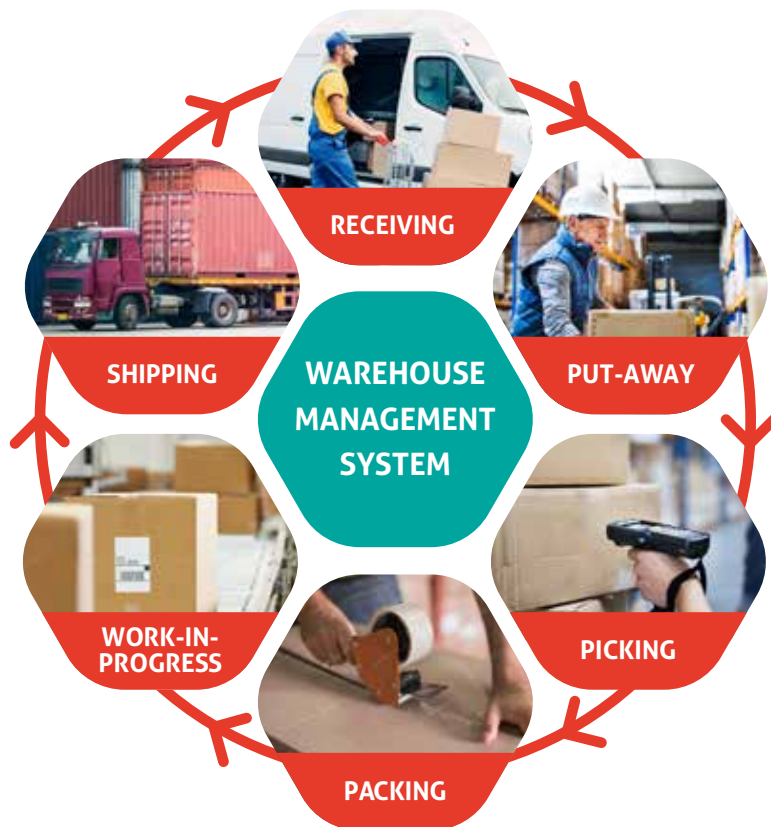 RECEIVING
PUT-AWAY
PICKING
PACKING
WORK-IN-
PROGRESS
SHIPPING
WAREHOUSE
MANAGEMENT
SYSTEM